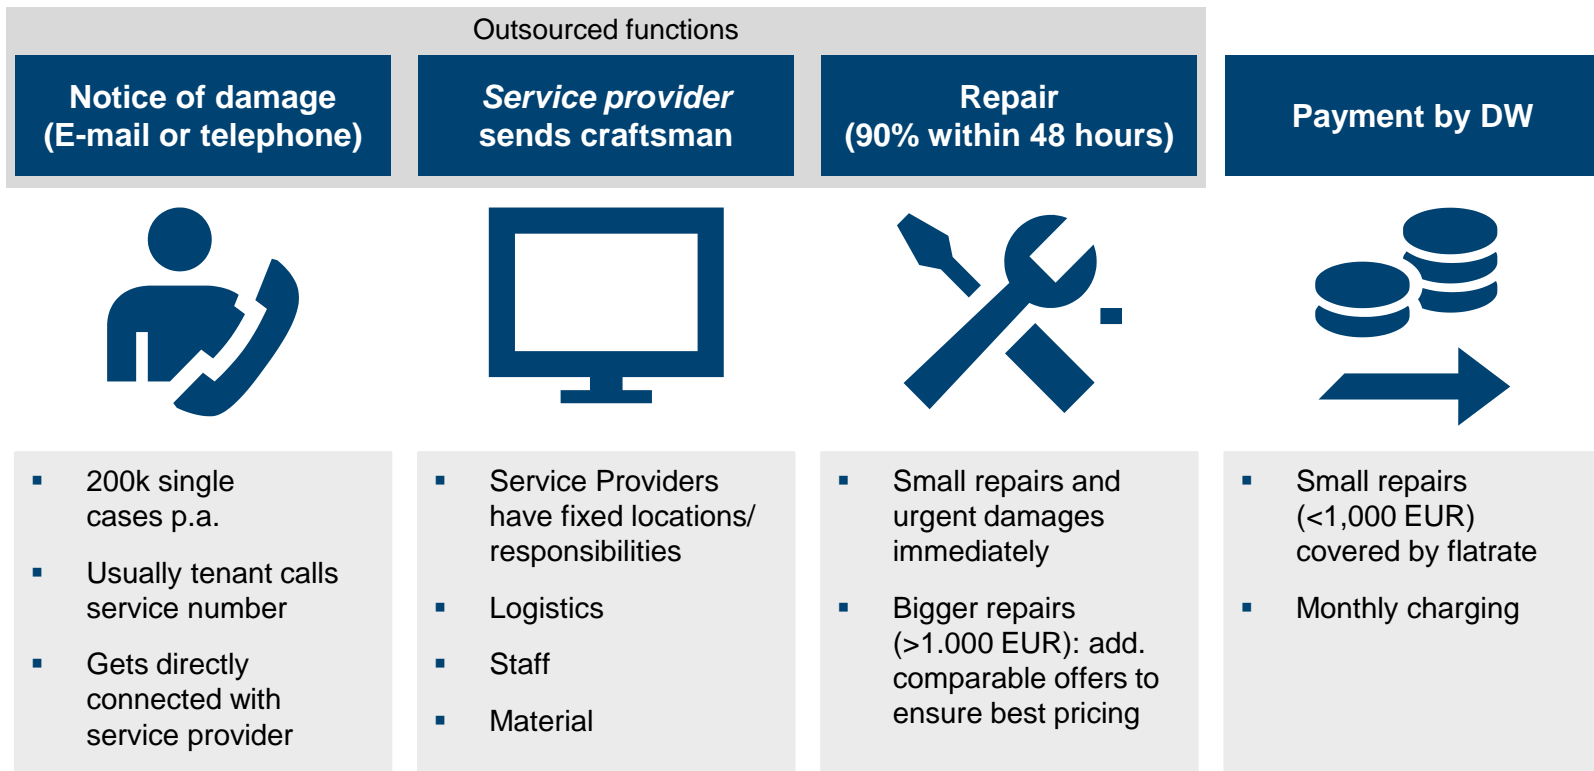 Outsourced functions
Notice of damage
(E-mail or telephone)
Service provider
sends craftsman
Repair
(90% within 48 hours)
Payment by DW
▪ 200k single
cases p.a.
▪ Usually tenant calls
service number
▪ Gets directly
connected with
service provider
▪ Service Providers
have fixed locations/
responsibilities
▪ Logistics
▪ Staff
▪ Material
▪ Small repairs and
urgent damages
immediately
▪ Bigger repairs
(>1.000 EUR): add.
comparable offers to
ensure best pricing
▪ Small repairs
(<1,000 EUR)
covered by flatrate
▪ Monthly charging